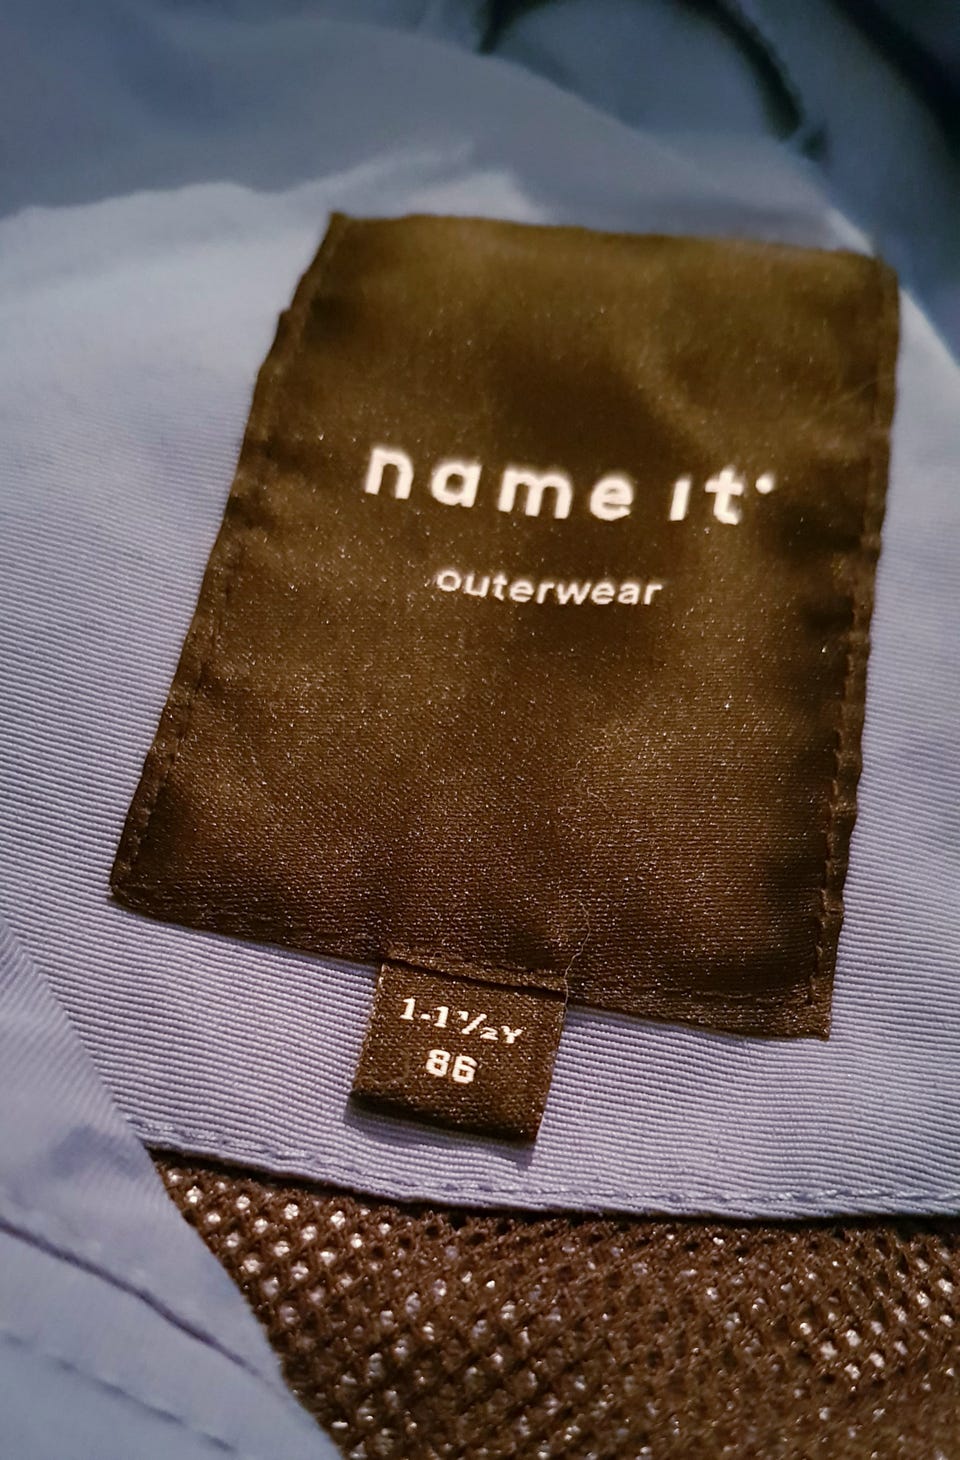 name it.
outerwear
1-1½Y
86